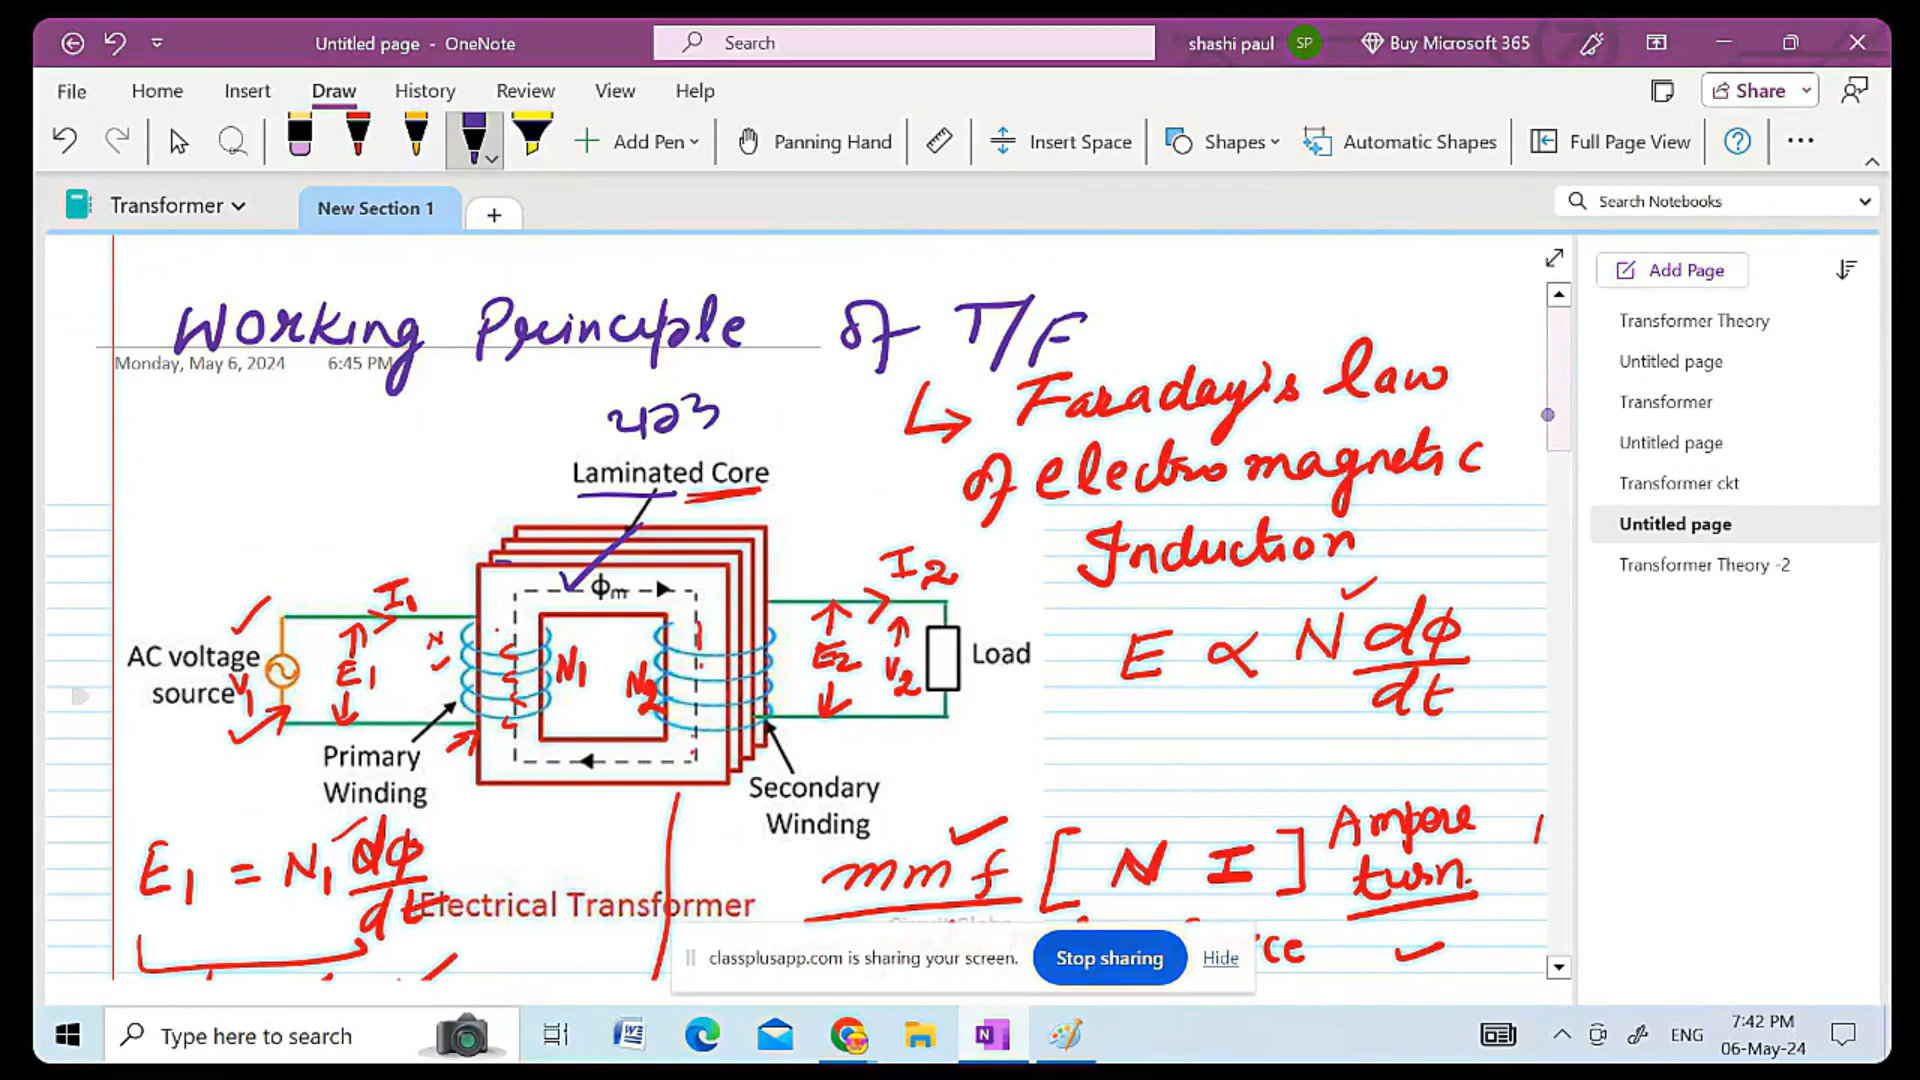 Untitled page - OneNote
Search
shashi paul
SP
Buy Microsoft 365
File
Home
Insert
Draw
History
Review
View
Help
Share
Add Pen
Panning Hand
Insert Space
Shapes
Automatic Shapes
Full Page View
Transformer
New Section 1
Search Notebooks
Add Page
Transformer Theory
Untitled page
Transformer
Untitled page
Transformer ckt
Untitled page
Transformer Theory -2
Working Principle of T/F
Monday, May 6, 2024 6:45 PM
Faraday's law
of electromagnetic
Induction
Laminated Core
ϕm
I1
I2
AC voltage
source
V1
E1
N1
N2
E2
V2
Load
E ∝ N dϕ/dt
Primary
Winding
Secondary
Winding
E1 = N1 dϕ/dt
Electrical Transformer
mmf [ N I ] Ampere
turn.
classplusapp.com is sharing your screen.
Stop sharing
Hide
Type here to search
ENG
7:42 PM
06-May-24